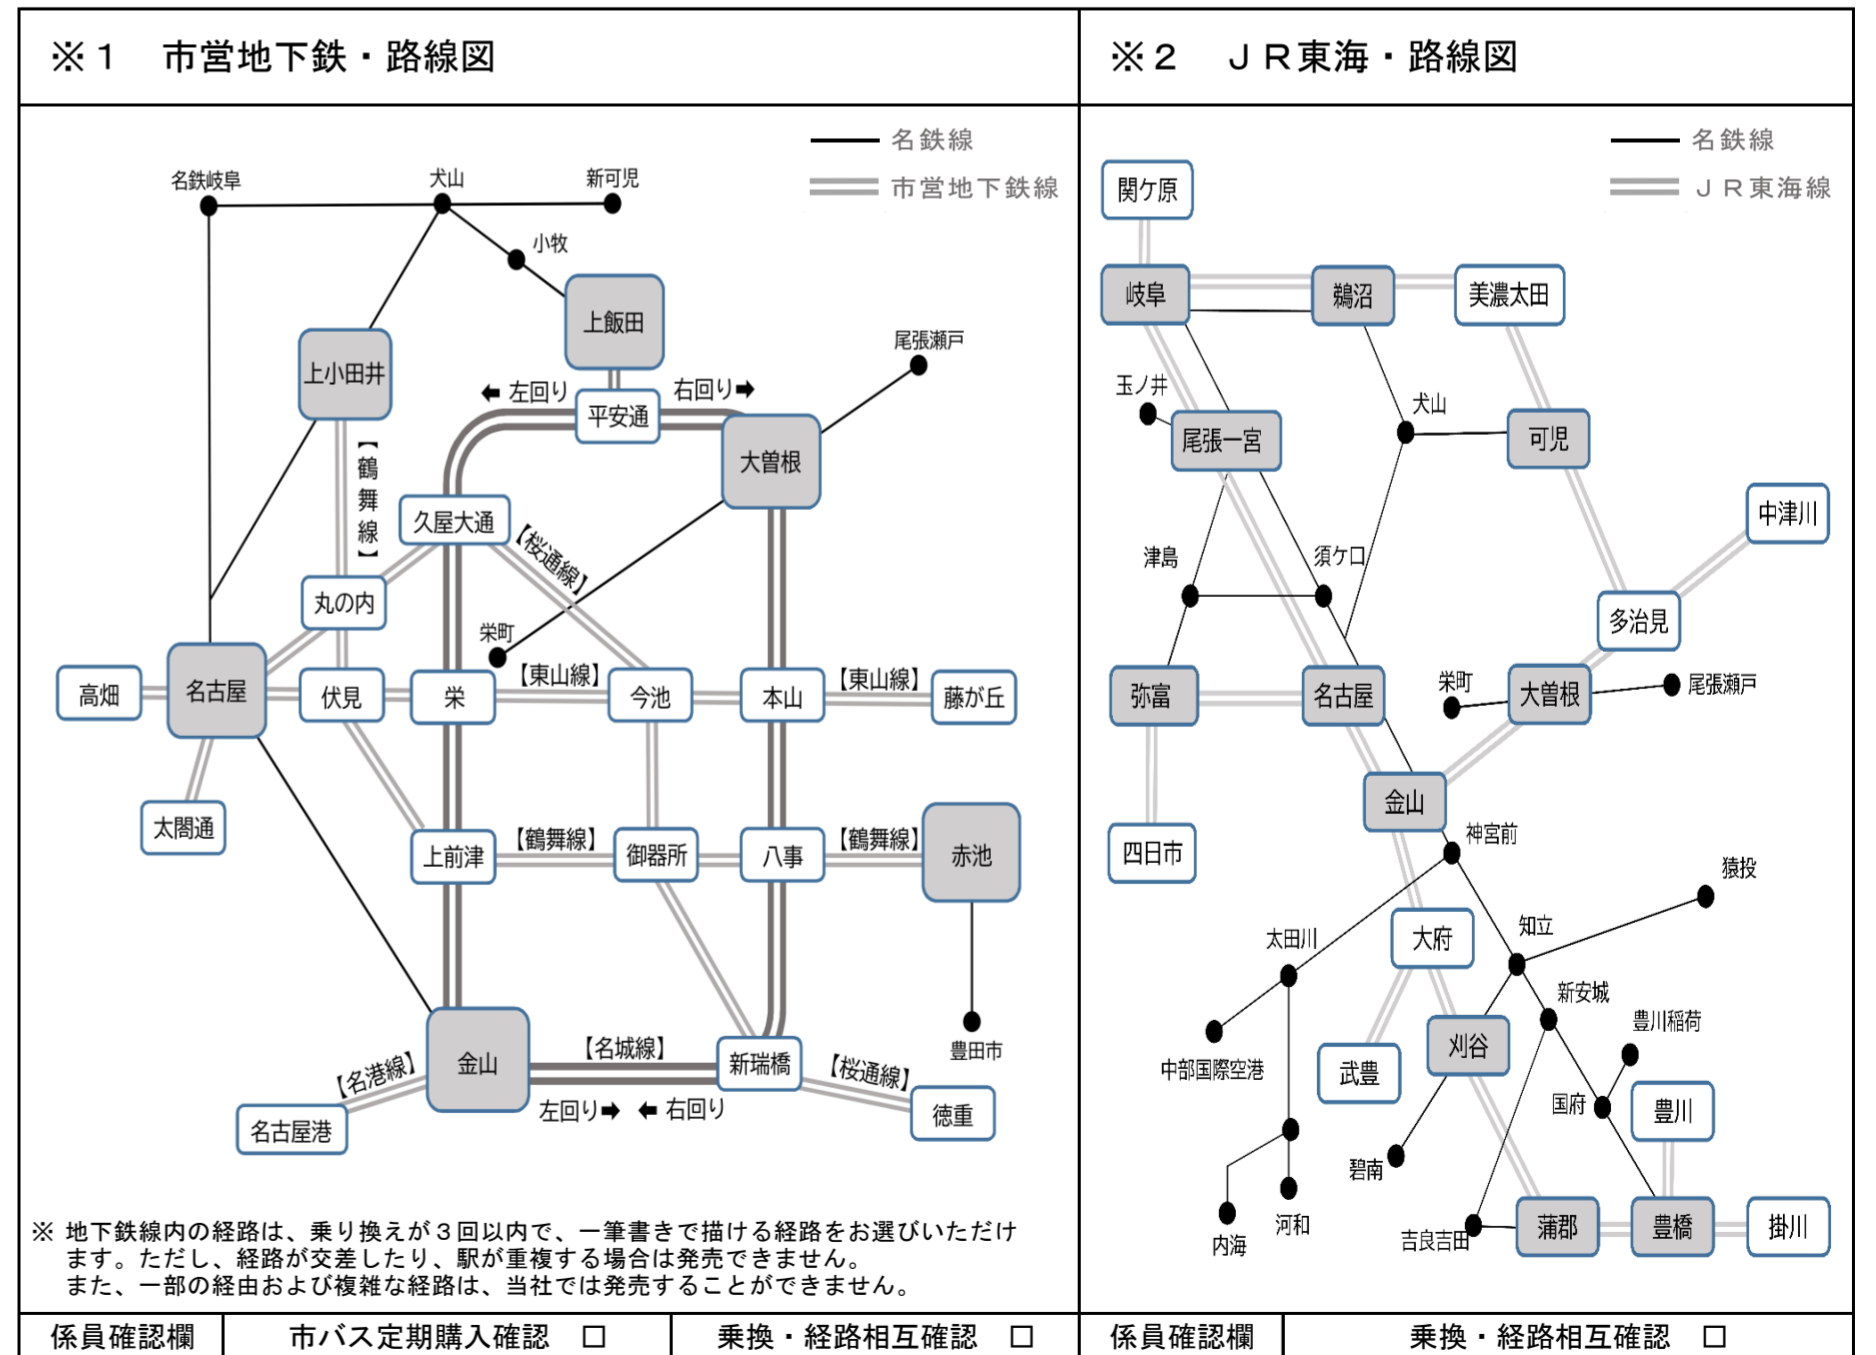 ※１ 市営地下鉄・路線図
名鉄線
市営地下鉄線
名鉄岐阜
犬山
新可児
小牧
上飯田
尾張瀬戸
上小田井
左回り
右回り
平安通
大曽根
【鶴舞線】
久屋大通
【桜通線】
丸の内
栄町
高畑
名古屋
伏見
栄
【東山線】
今池
本山
【東山線】
藤が丘
太閤通
上前津
【鶴舞線】
御器所
八事
【鶴舞線】
赤池
豊田市
金山
【名城線】
新瑞橋
【名港線】
左回り
右回り
【桜通線】
名古屋港
徳重
※ 地下鉄線内の経路は、乗り換えが３回以内で、一筆書きで描ける経路をお選びいただけ
ます。ただし、経路が交差したり、駅が重複する場合は発売できません。
また、一部の経由および複雑な経路は、当社では発売することができません。
係員確認欄
市バス定期購入確認 □
乗換・経路相互確認 □
※２ ＪＲ東海・路線図
名鉄線
ＪＲ東海線
関ケ原
岐阜
鵜沼
美濃太田
玉ノ井
尾張一宮
犬山
可児
中津川
津島
須ケ口
多治見
弥富
名古屋
栄町
大曽根
尾張瀬戸
金山
四日市
神宮前
猿投
太田川
大府
知立
中部国際空港
武豊
刈谷
新安城
豊川稲荷
国府
豊川
碧南
内海
河和
吉良吉田
蒲郡
豊橋
掛川
係員確認欄
乗換・経路相互確認 □